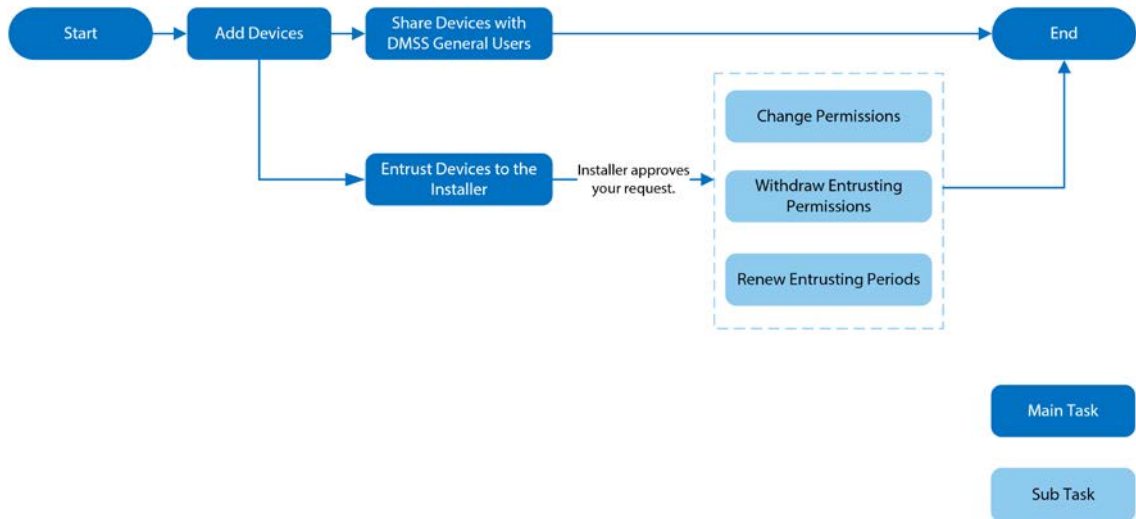 Start
Add Devices
Share Devices with
DMSS General Users
End
Change Permissions
Entrust Devices to the
Installer
Installer approves
your request.
Withdraw Entrusting
Permissions
Renew Entrusting Periods
Main Task
Sub Task